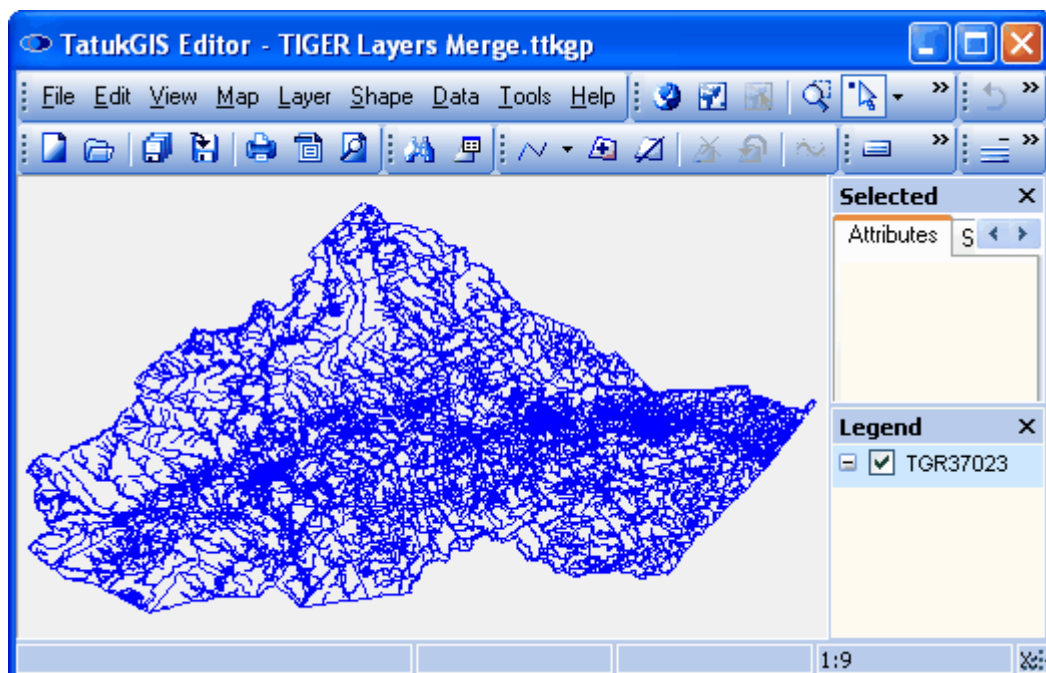 TatukGIS Editor - TIGER Layers Merge.ttkgp
File Edit View Map Layer Shape Data Tools Help
Selected
Attributes S
Legend
TGR37023
1:9